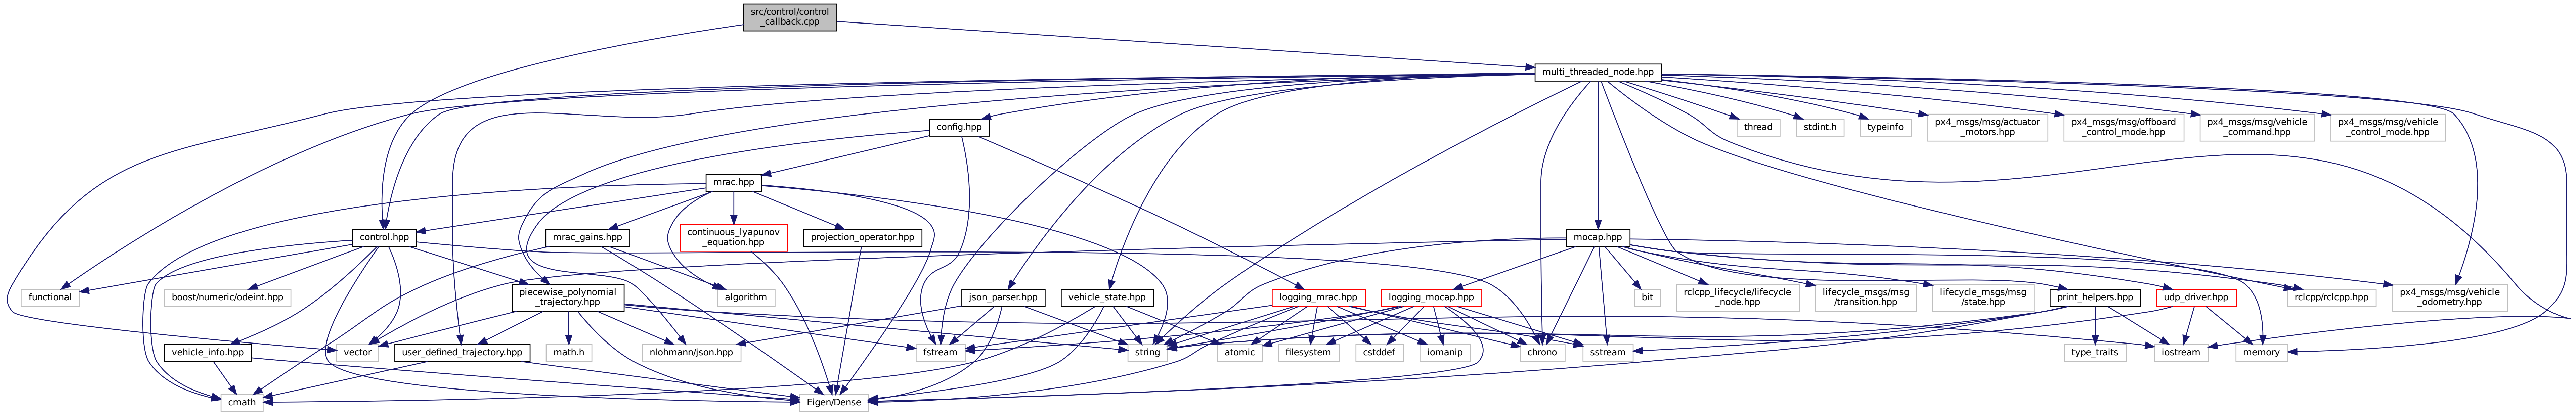 src/control/control
_callback.cpp
multi_threaded_node.hpp
config.hpp
thread
stdint.h
typeinfo
px4_msgs/msg/actuator
_motors.hpp
px4_msgs/msg/offboard
_control_mode.hpp
px4_msgs/msg/vehicle
_command.hpp
px4_msgs/msg/vehicle
_control_mode.hpp
mrac.hpp
control.hpp
mrac_gains.hpp
continuous_lyapunov
_equation.hpp
projection_operator.hpp
mocap.hpp
functional
boost/numeric/odeint.hpp
piecewise_polynomial
_trajectory.hpp
algorithm
json_parser.hpp
vehicle_state.hpp
logging_mrac.hpp
logging_mocap.hpp
bit
rclcpp_lifecycle/lifecycle
_node.hpp
lifecycle_msgs/msg
/transition.hpp
lifecycle_msgs/msg
/state.hpp
print_helpers.hpp
udp_driver.hpp
rclcpp/rclcpp.hpp
px4_msgs/msg/vehicle
_odometry.hpp
vehicle_info.hpp
vector
user_defined_trajectory.hpp
math.h
nlohmann/json.hpp
fstream
string
atomic
filesystem
cstddef
iomanip
chrono
sstream
type_traits
iostream
memory
cmath
Eigen/Dense